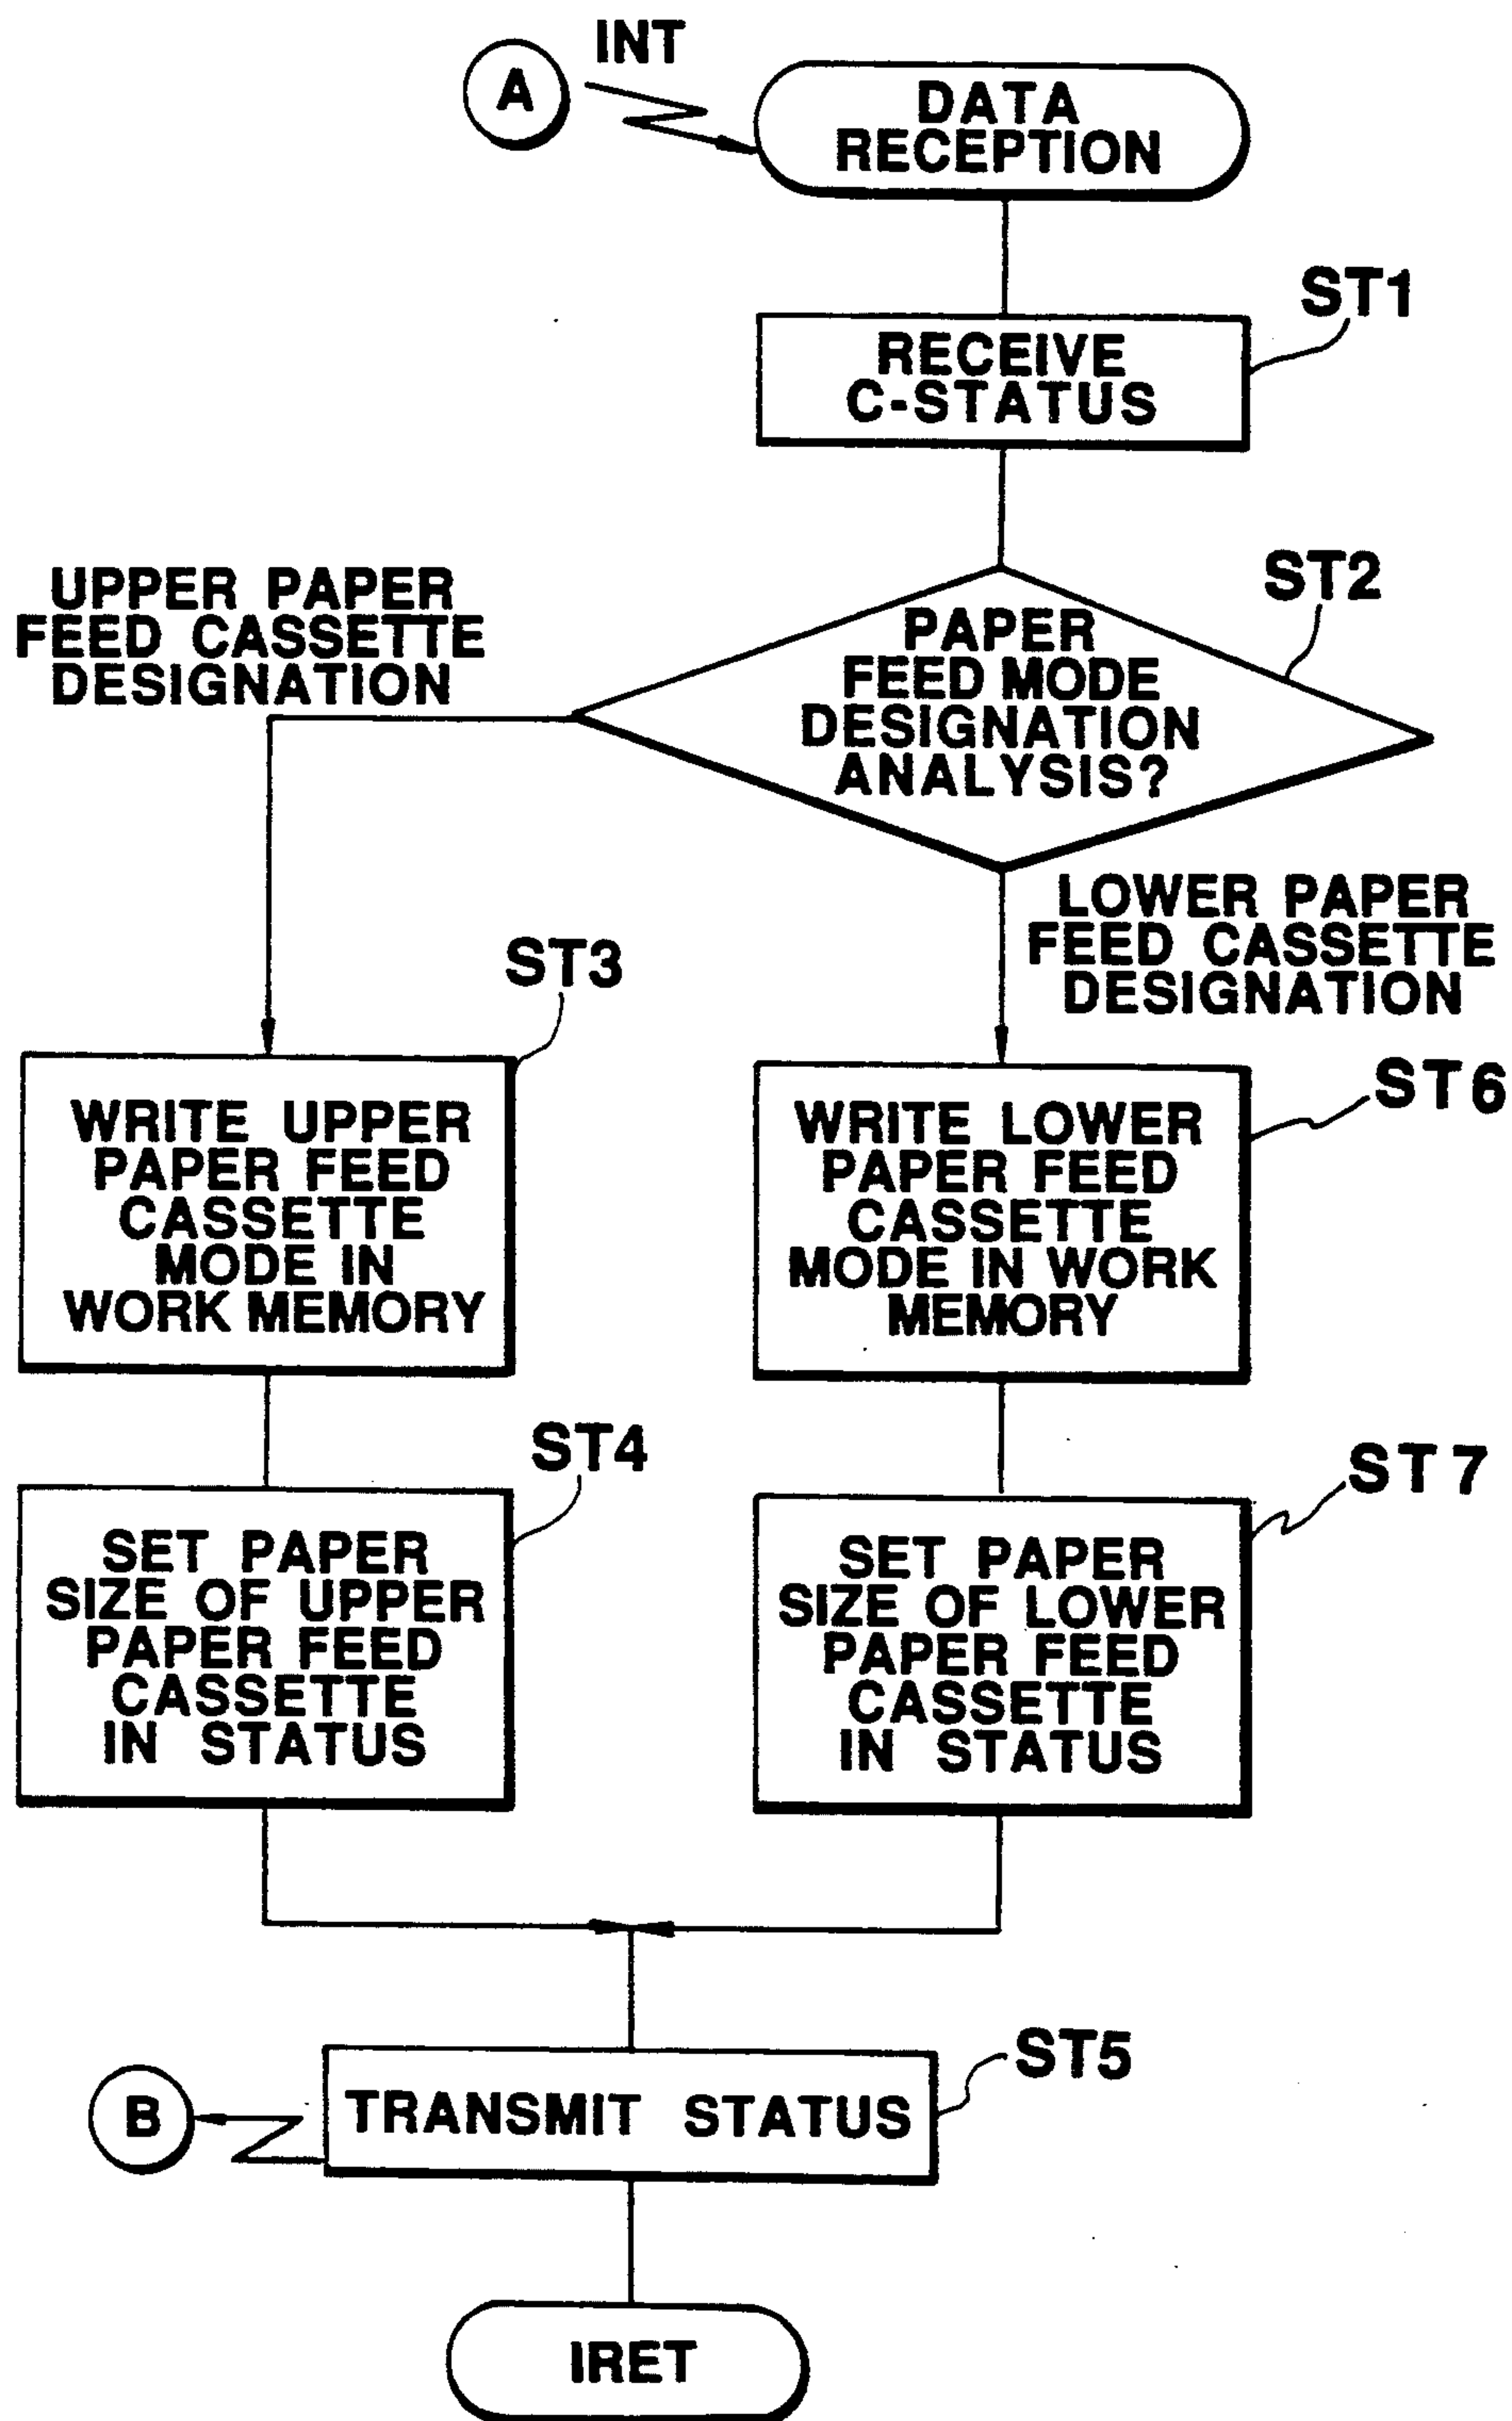 A
INT
DATA
RECEPTION
ST1
RECEIVE
C-STATUS
ST2
PAPER
FEED MODE
DESIGNATION
ANALYSIS?
UPPER PAPER
FEED CASSETTE
DESIGNATION
LOWER PAPER
FEED CASSETTE
DESIGNATION
ST3
WRITE UPPER
PAPER FEED
CASSETTE
MODE IN
WORK MEMORY
ST6
WRITE LOWER
PAPER FEED
CASSETTE
MODE IN WORK
MEMORY
ST4
SET PAPER
SIZE OF UPPER
PAPER FEED
CASSETTE
IN STATUS
ST7
SET PAPER
SIZE OF LOWER
PAPER FEED
CASSETTE
IN STATUS
ST5
TRANSMIT STATUS
B
IRET